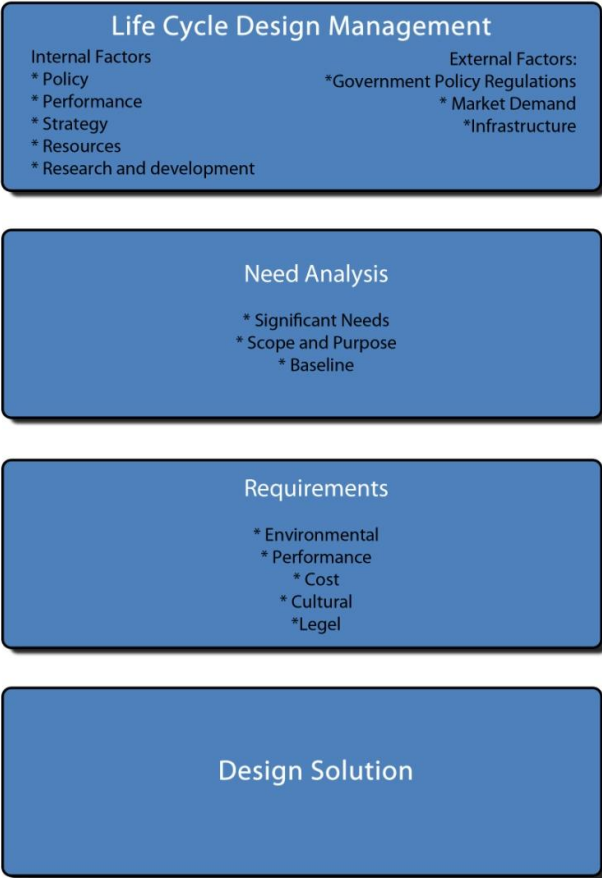 Life Cycle Design Management
Internal Factors
* Policy
* Performance
* Strategy
* Resources
* Research and development
External Factors:
*Government Policy Regulations
* Market Demand
*Infrastructure
Need Analysis
* Significant Needs
* Scope and Purpose
* Baseline
Requirements
* Environmental
* Performance
* Cost
* Cultural
*Legel
Design Solution